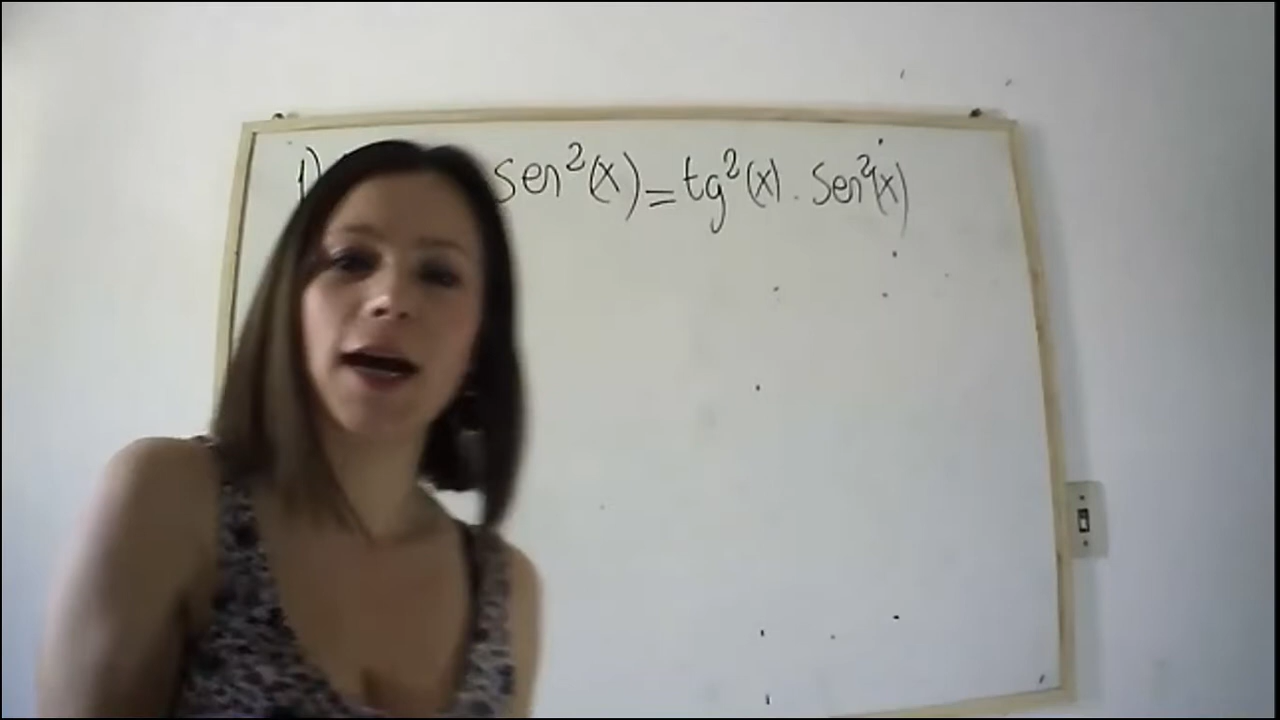 1) sen²(x) = tg²(x) . sen²(x)